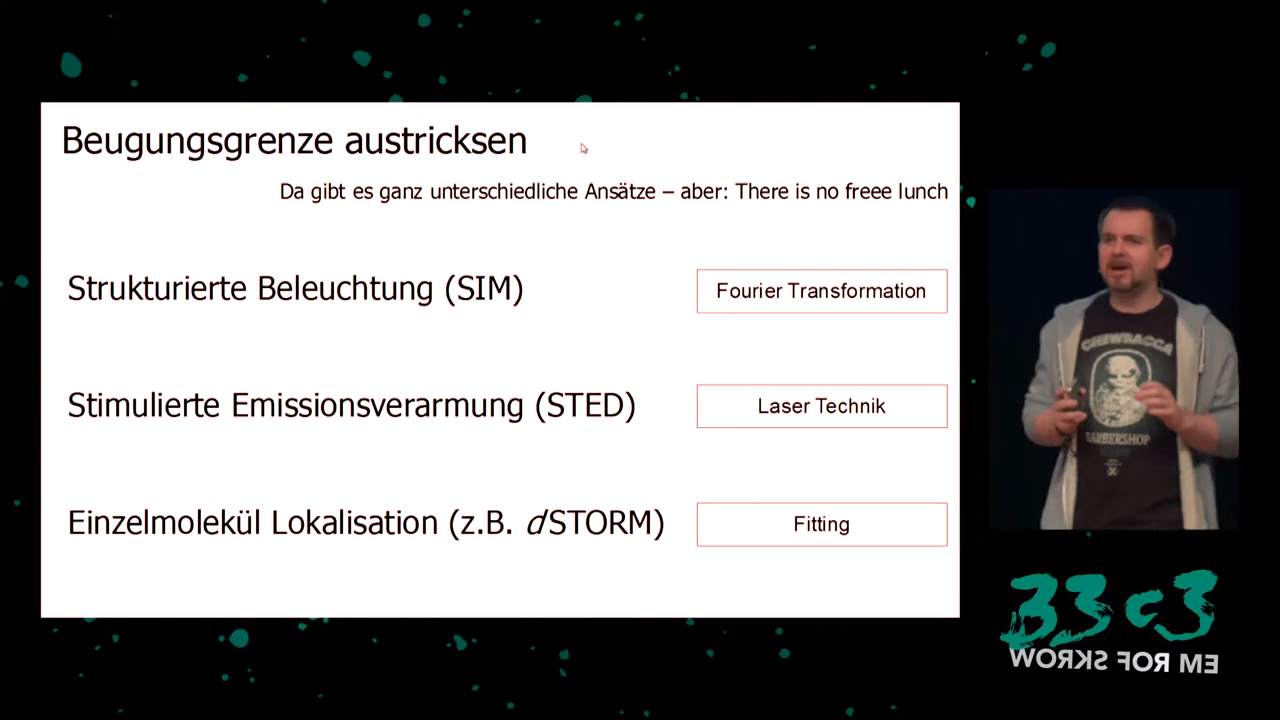 Beugungsgrenze austricksen
Da gibt es ganz unterschiedliche Ansätze – aber: There is no freee lunch
Strukturierte Beleuchtung (SIM)
Fourier Transformation
Stimulierte Emissionsverarmung (STED)
Laser Technik
Einzelmolekül Lokalisation (z.B. dSTORM)
Fitting
CHEWBACCA
BARBERSHOP
33c3
WORKS FOR ME